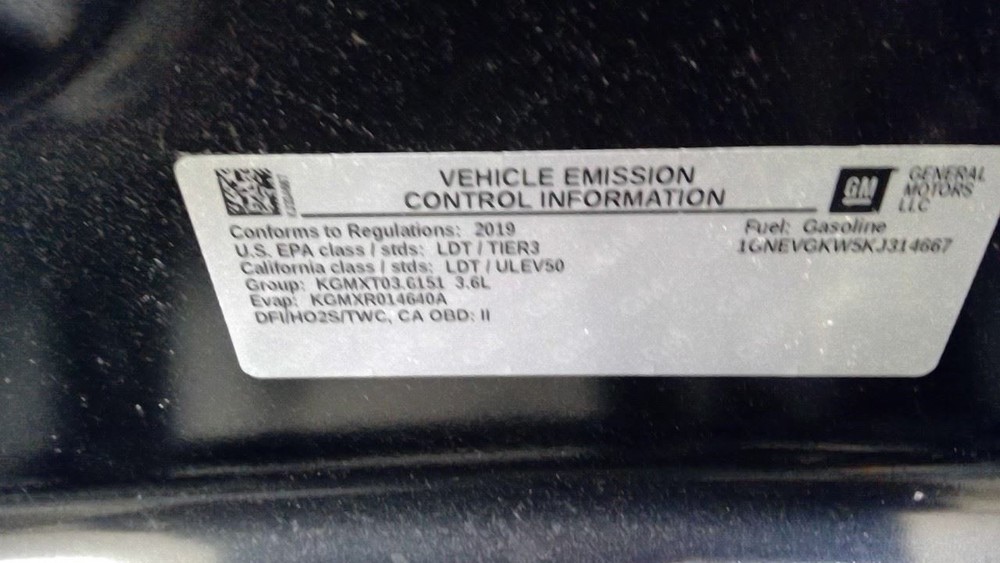 VEHICLE EMISSION
CONTROL INFORMATION
GM
GENERAL
MOTORS
LLC
Conforms to Regulations: 2019
U.S. EPA class / stds: LDT / TIER3
California class / stds: LDT / ULEV50
Group: KGMXT03.6151 3.6L
Evap: KGMXR014640A
DFI/HO2S/TWC, CA OBD: II
Fuel: Gasoline
1GNEVGKW5KJ314667